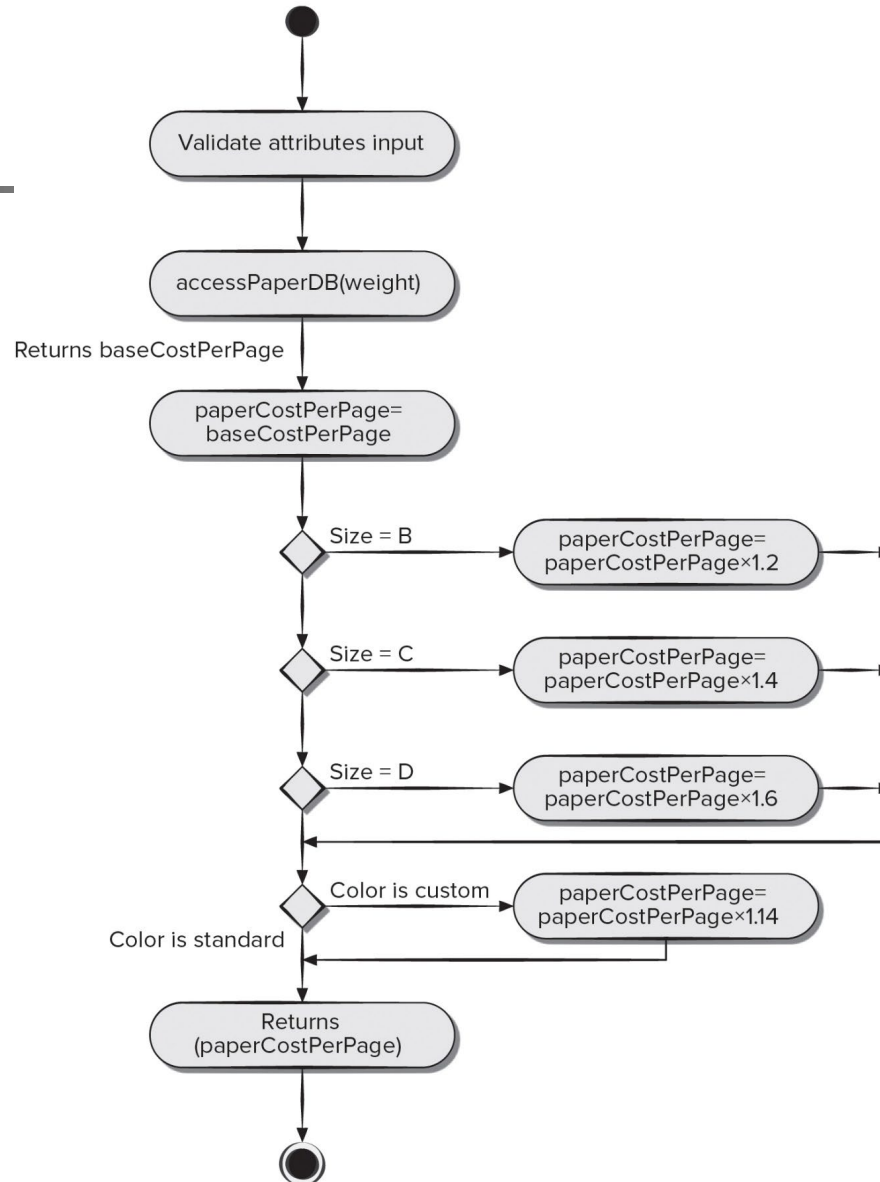 Validate attributes input
accessPaperDB(weight)
Returns baseCostPerPage
paperCostPerPage=
baseCostPerPage
Size = B
paperCostPerPage=
paperCostPerPage×1.2
Size = C
paperCostPerPage=
paperCostPerPage×1.4
Size = D
paperCostPerPage=
paperCostPerPage×1.6
Color is custom
paperCostPerPage=
paperCostPerPage×1.14
Color is standard
Returns
(paperCostPerPage)